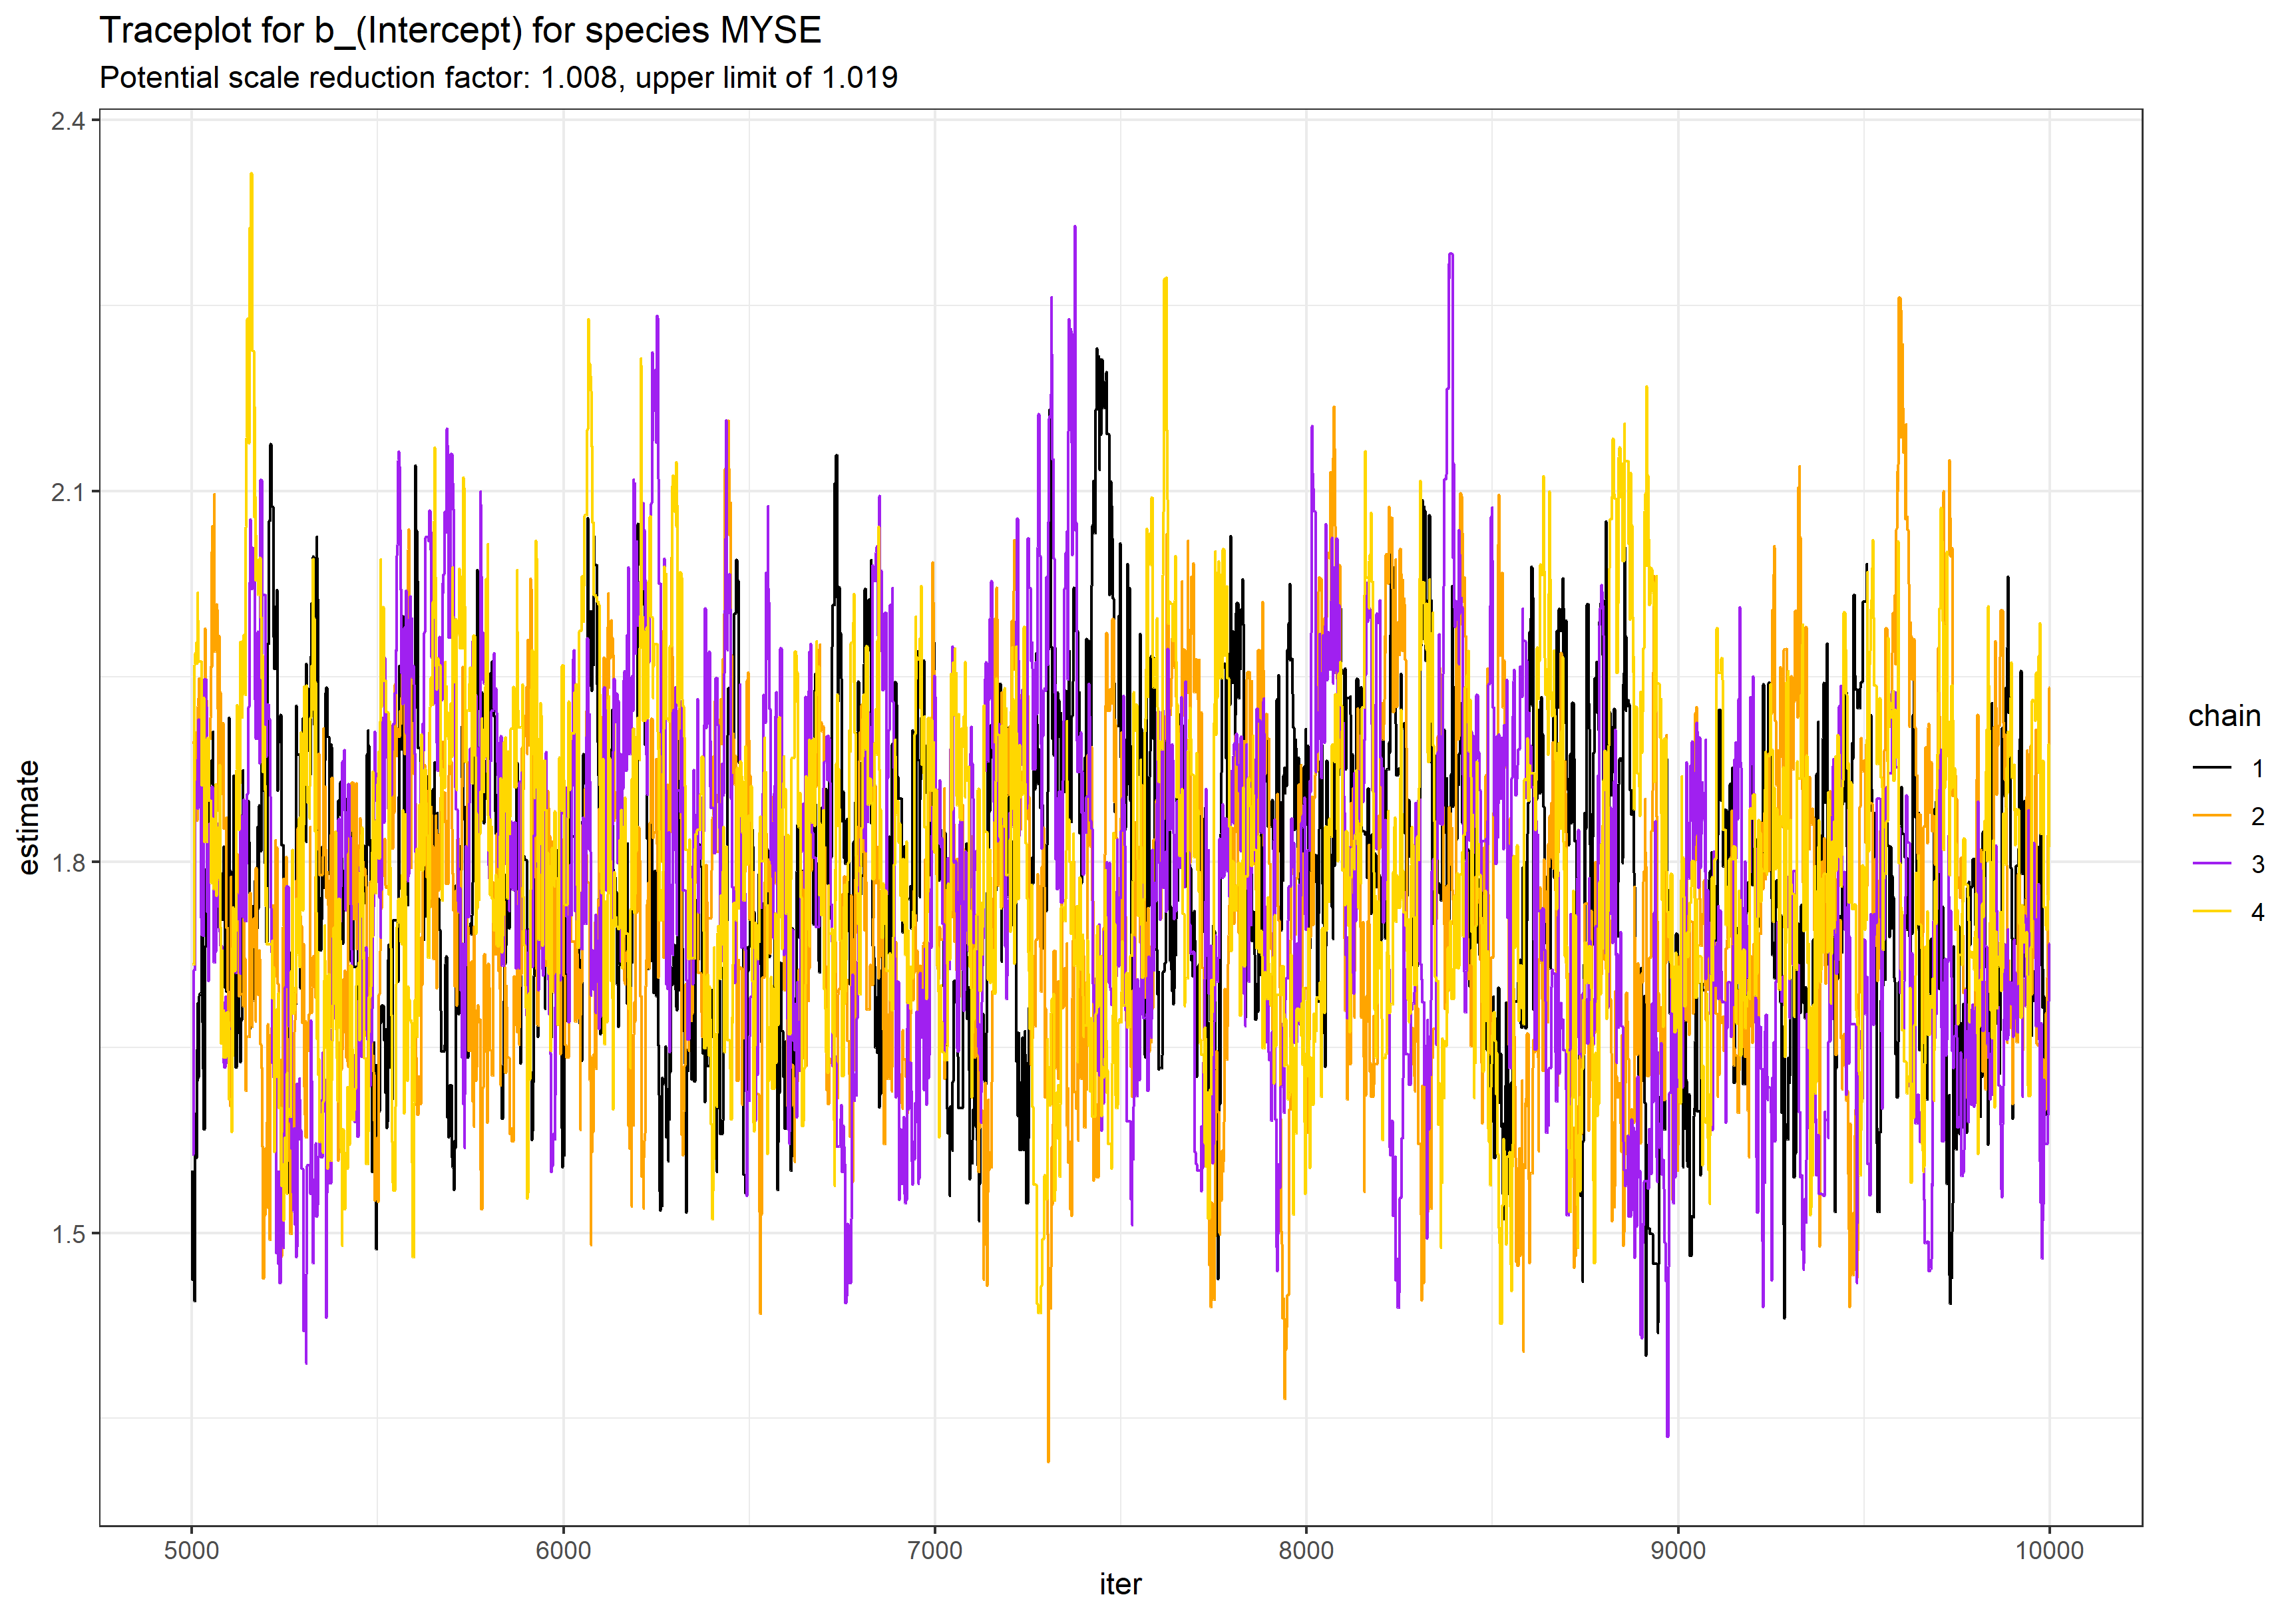 Traceplot for b_(Intercept) for species MYSE
Potential scale reduction factor: 1.008, upper limit of 1.019
2.4
2.1
1.8
1.5
estimate
5000
6000
7000
8000
9000
10000
iter
chain
1
2
3
4